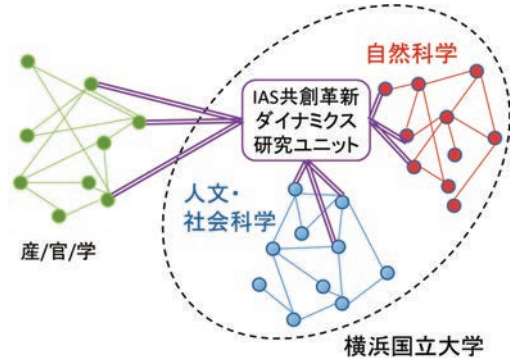 自然科学
IAS共創革新
ダイナミクス
研究ユニット
人文・
社会科学
産/官/学
横浜国立大学